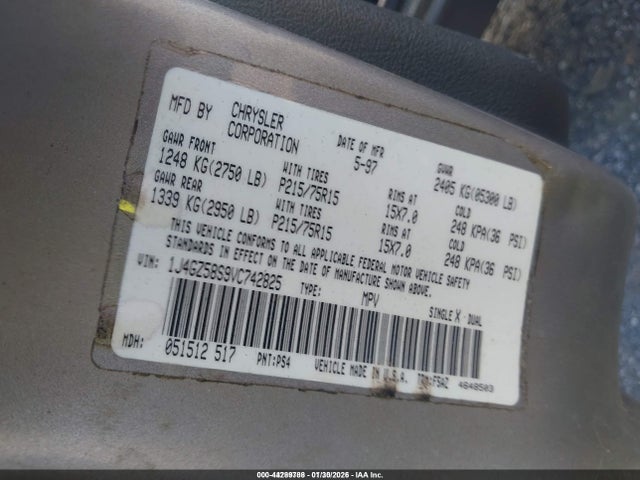 MFD BY CHRYSLER CORPORATION DATE OF MFR 5-97 GVWR 2405 KG(05300 LB)
GAWR FRONT WITH TIRES RIMS AT COLD
1248 KG(2750 LB) P215/75R15 15X7.0 248 KPA(36 PSI)
GAWR REAR WITH TIRES RIMS AT COLD
1339 KG(2950 LB) P215/75R15 15X7.0 248 KPA(36 PSI)
THIS VEHICLE CONFORMS TO ALL APPLICABLE FEDERAL MOTOR VEHICLE SAFETY
STANDARDS IN EFFECT ON THE DATE OF MANUFACTURE SHOWN ABOVE.
VIN: 1J4GZ58S9VC742825 TYPE: MPV SINGLE X DUAL
MDH: 051512 517 PNT:PS4 VEHICLE MADE IN U.S.A. 4648503
000-44289788 - 01/30/2026 - IAA Inc.